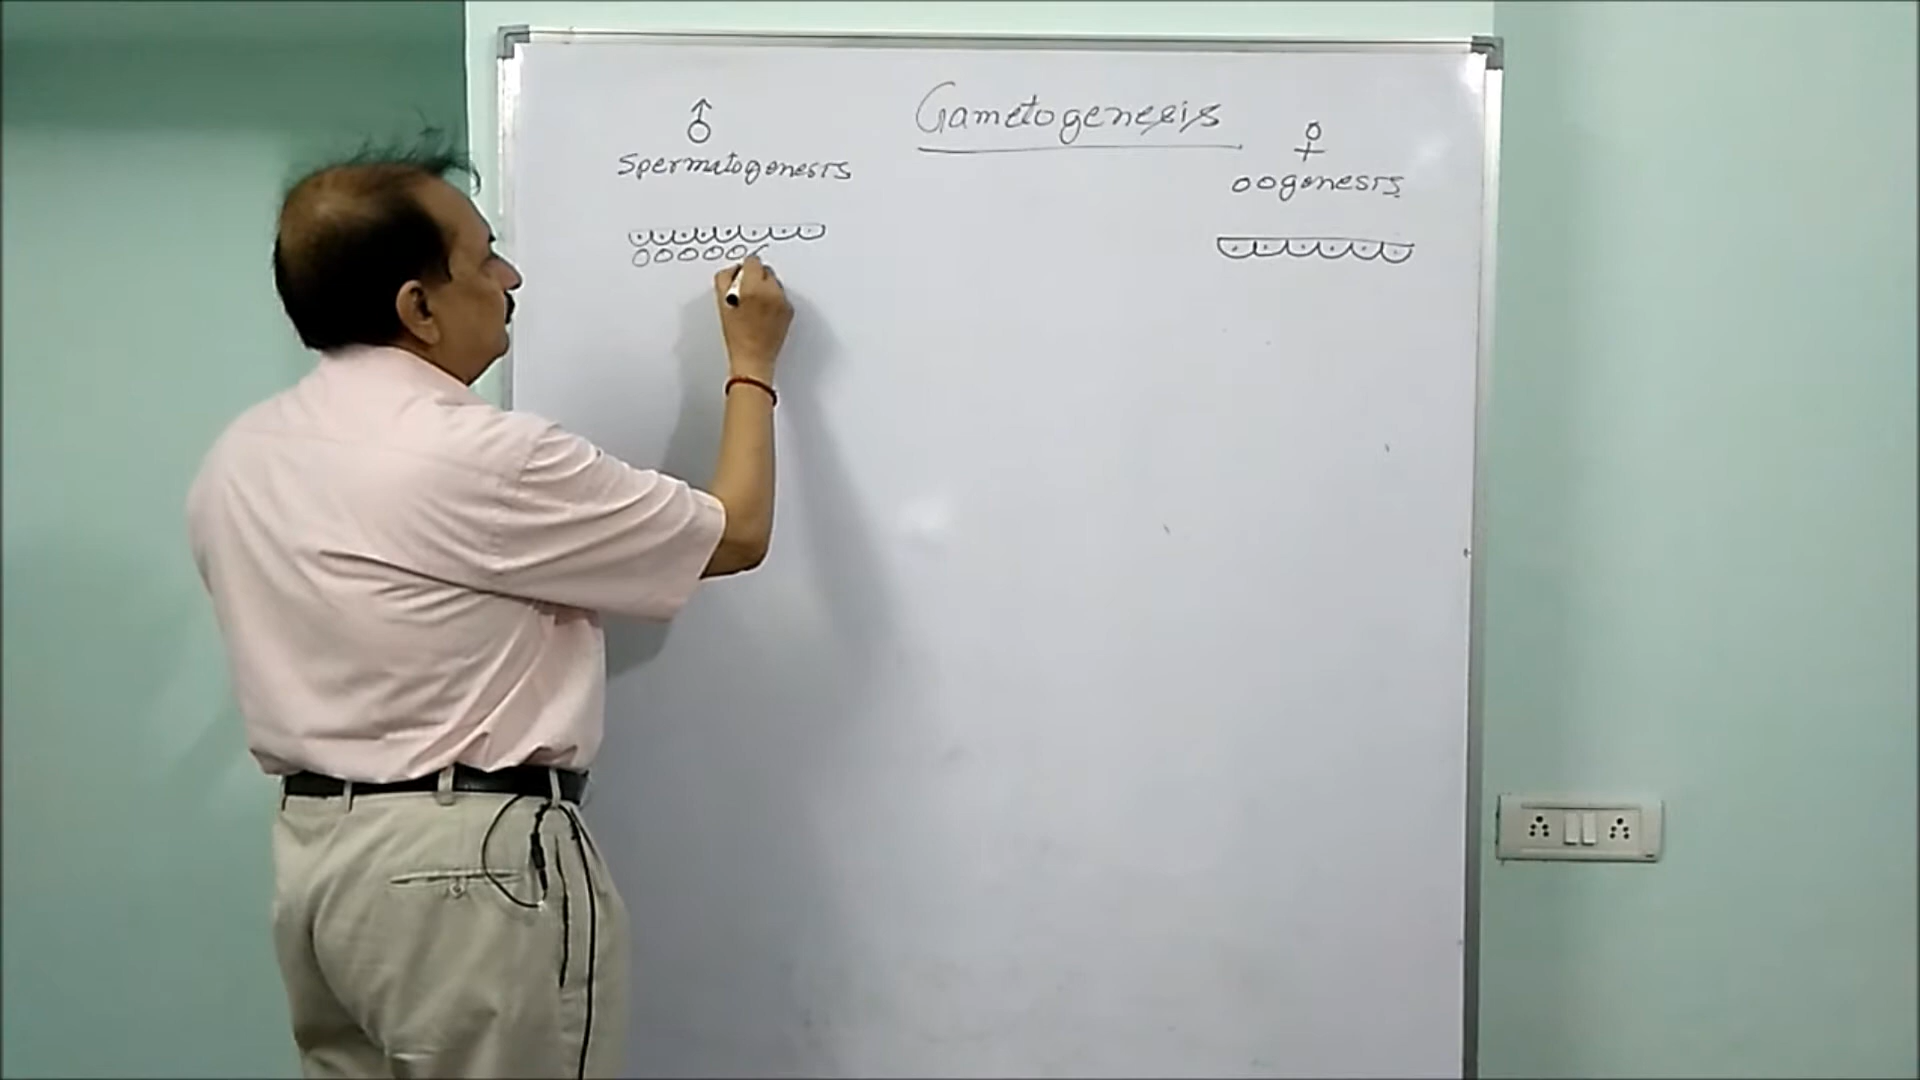 Gametogenesis
♂
Spermatogenesis
♀
oogenesis